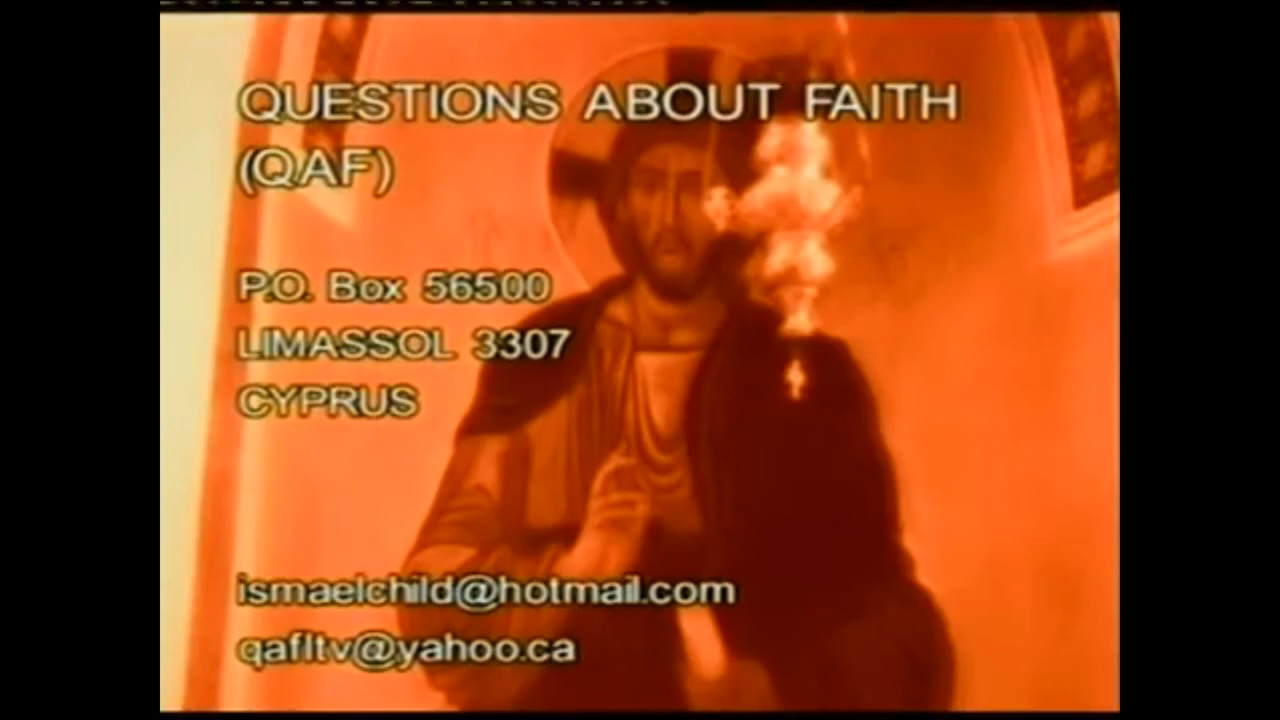 QUESTIONS ABOUT FAITH
(QAF)
P.O. Box 56500
LIMASSOL 3307
CYPRUS
ismaelchild@hotmail.com
qafltv@yahoo.ca